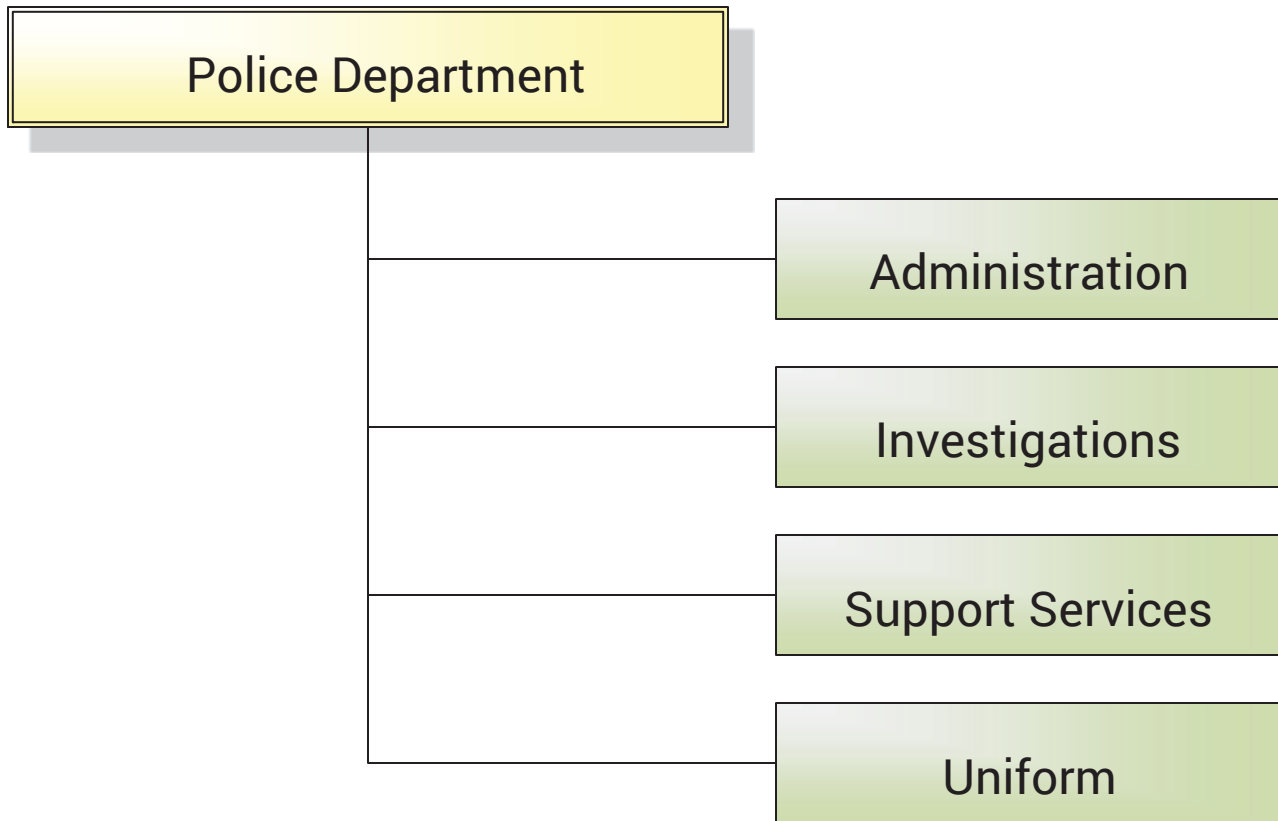 Police Department
Administration
Investigations
Support Services
Uniform